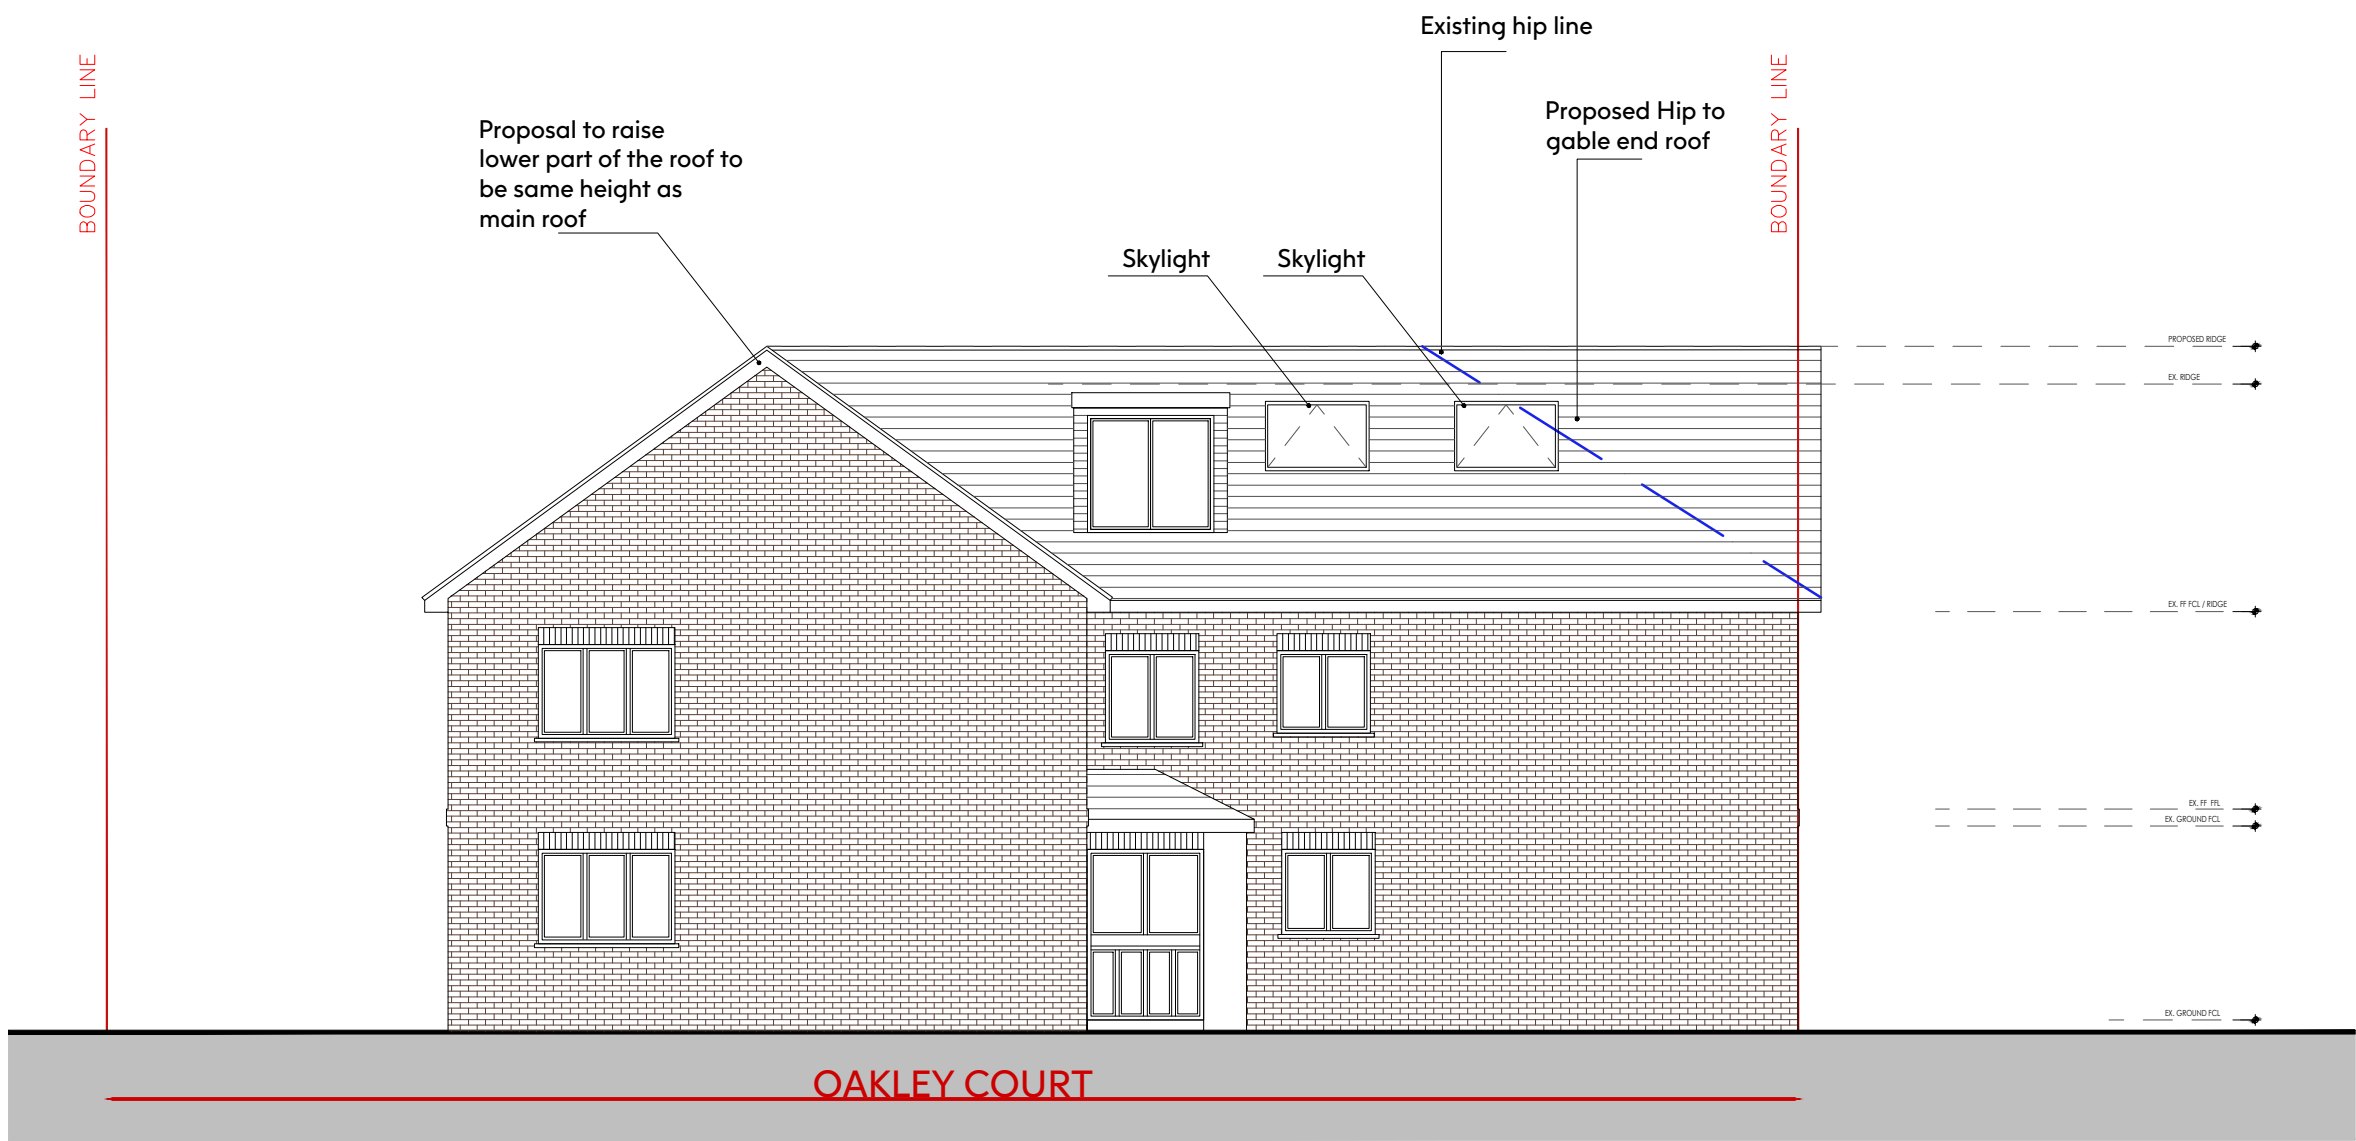 Existing hip line
BOUNDARY LINE
BOUNDARY LINE
Proposed Hip to
gable end roof
Proposal to raise
lower part of the roof to
be same height as
main roof
Skylight
Skylight
PROPOSED RIDGE
EX. RIDGE
EX. FF FCL / RIDGE
EX. FF FFL
EX. GROUND FCL
EX. GROUND FCL
OAKLEY COURT